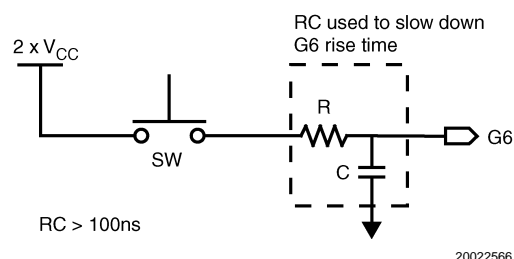 RC used to slow down
G6 rise time
2 x VCC
R
G6
SW
C
RC > 100ns
20022566